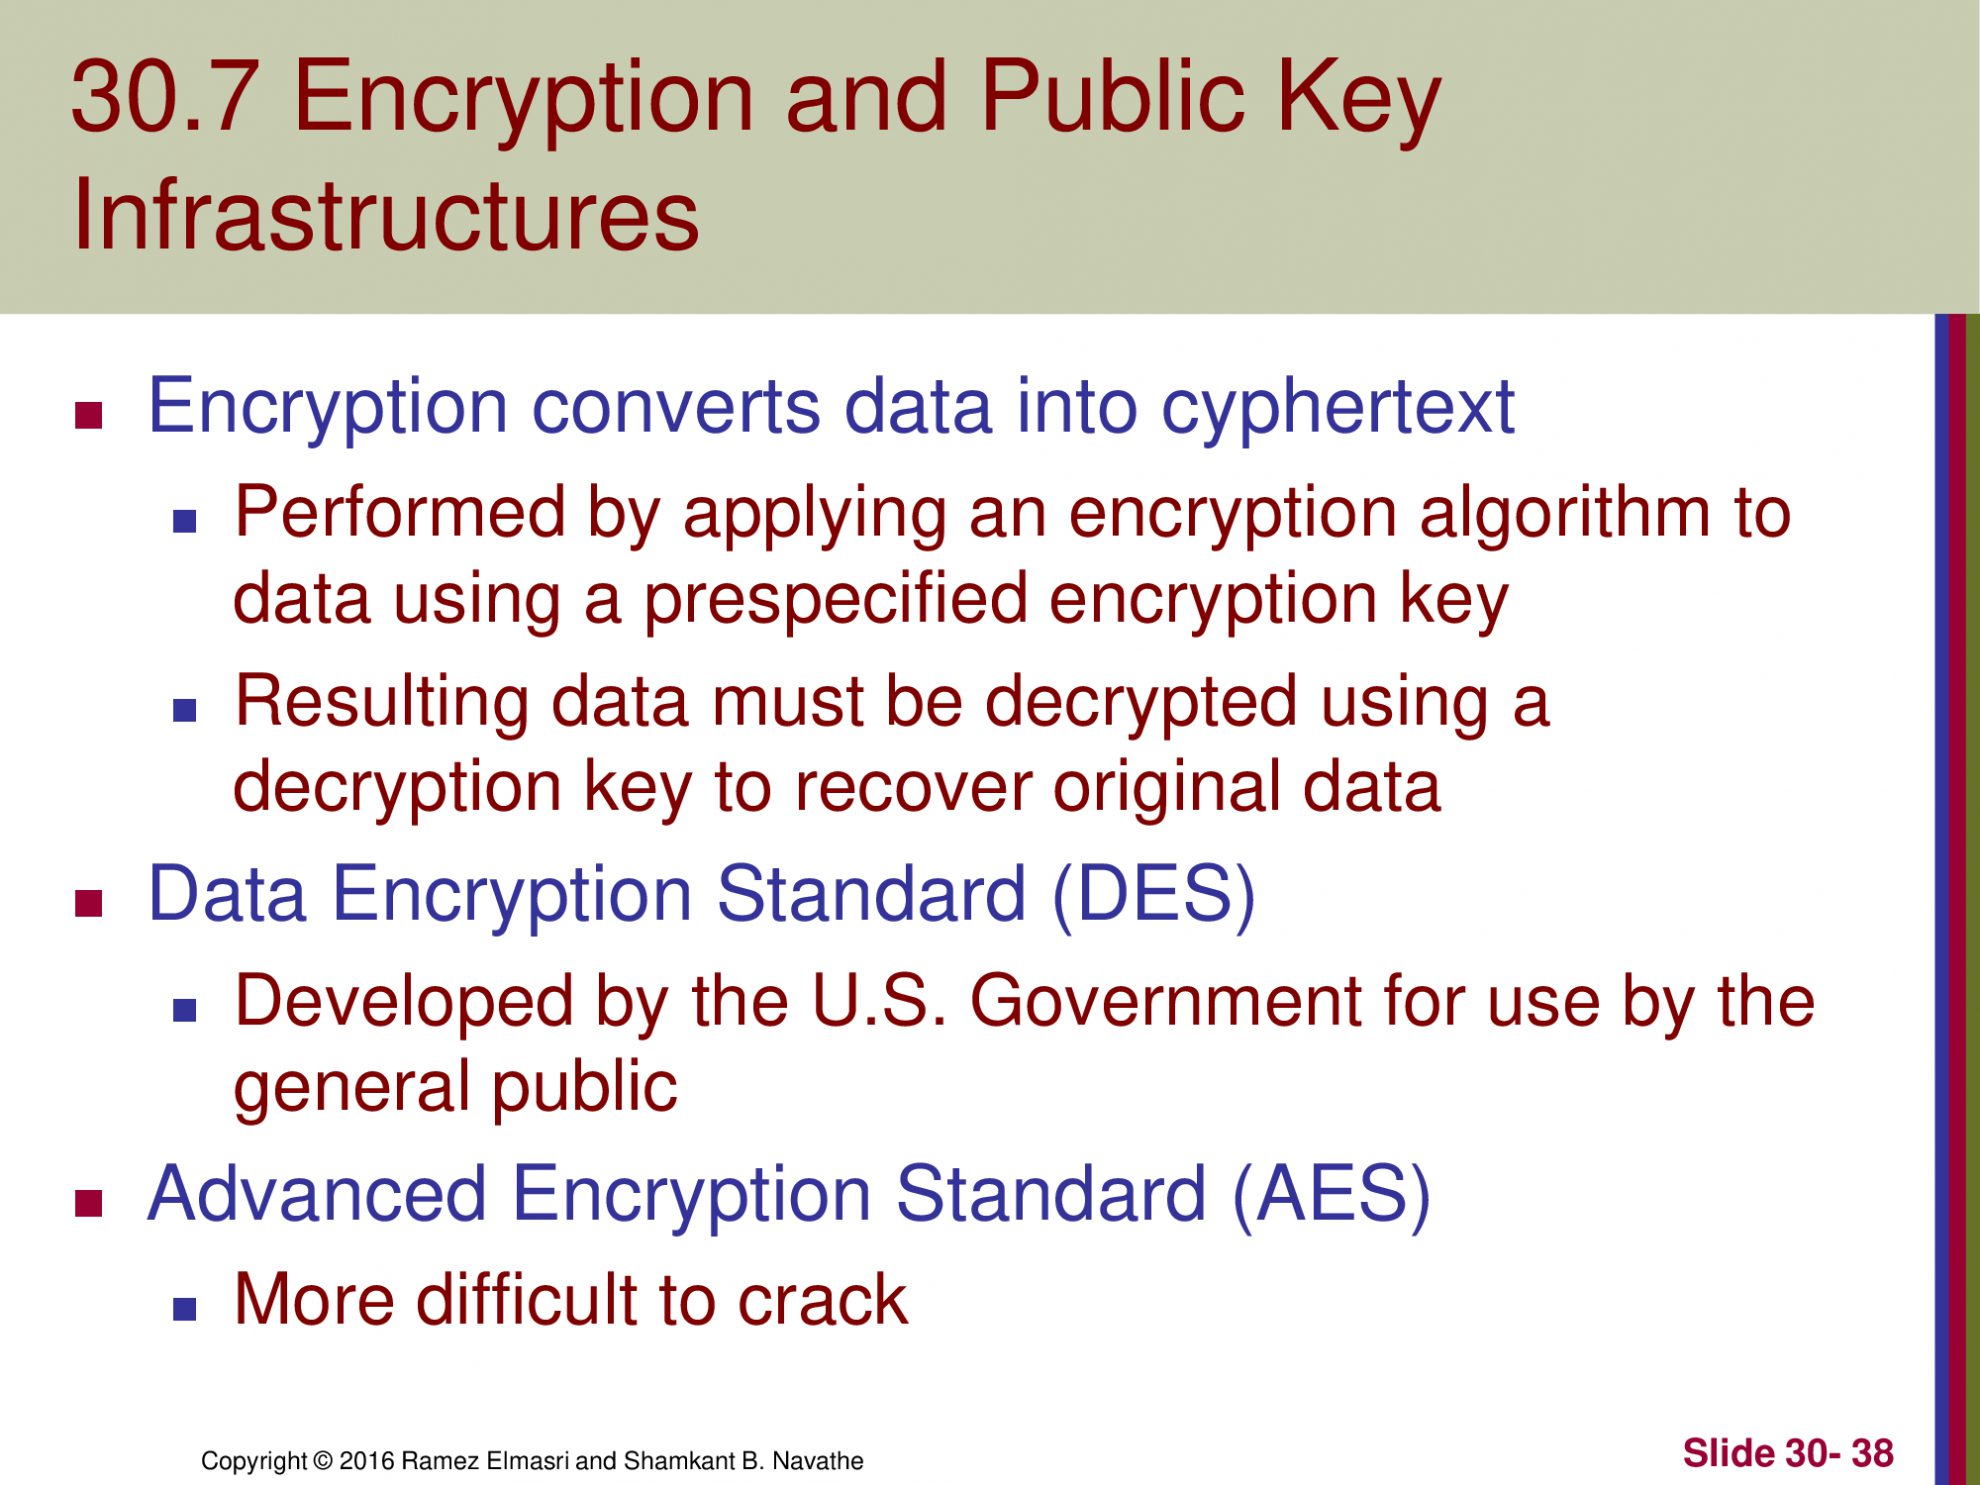 30.7 Encryption and Public Key
Infrastructures
Encryption converts data into cyphertext
Performed by applying an encryption algorithm to
data using a prespecified encryption key
Resulting data must be decrypted using a
decryption key to recover original data
Data Encryption Standard (DES)
Developed by the U.S. Government for use by the
general public
Advanced Encryption Standard (AES)
More difficult to crack
Copyright © 2016 Ramez Elmasri and Shamkant B. Navathe
Slide 30- 38